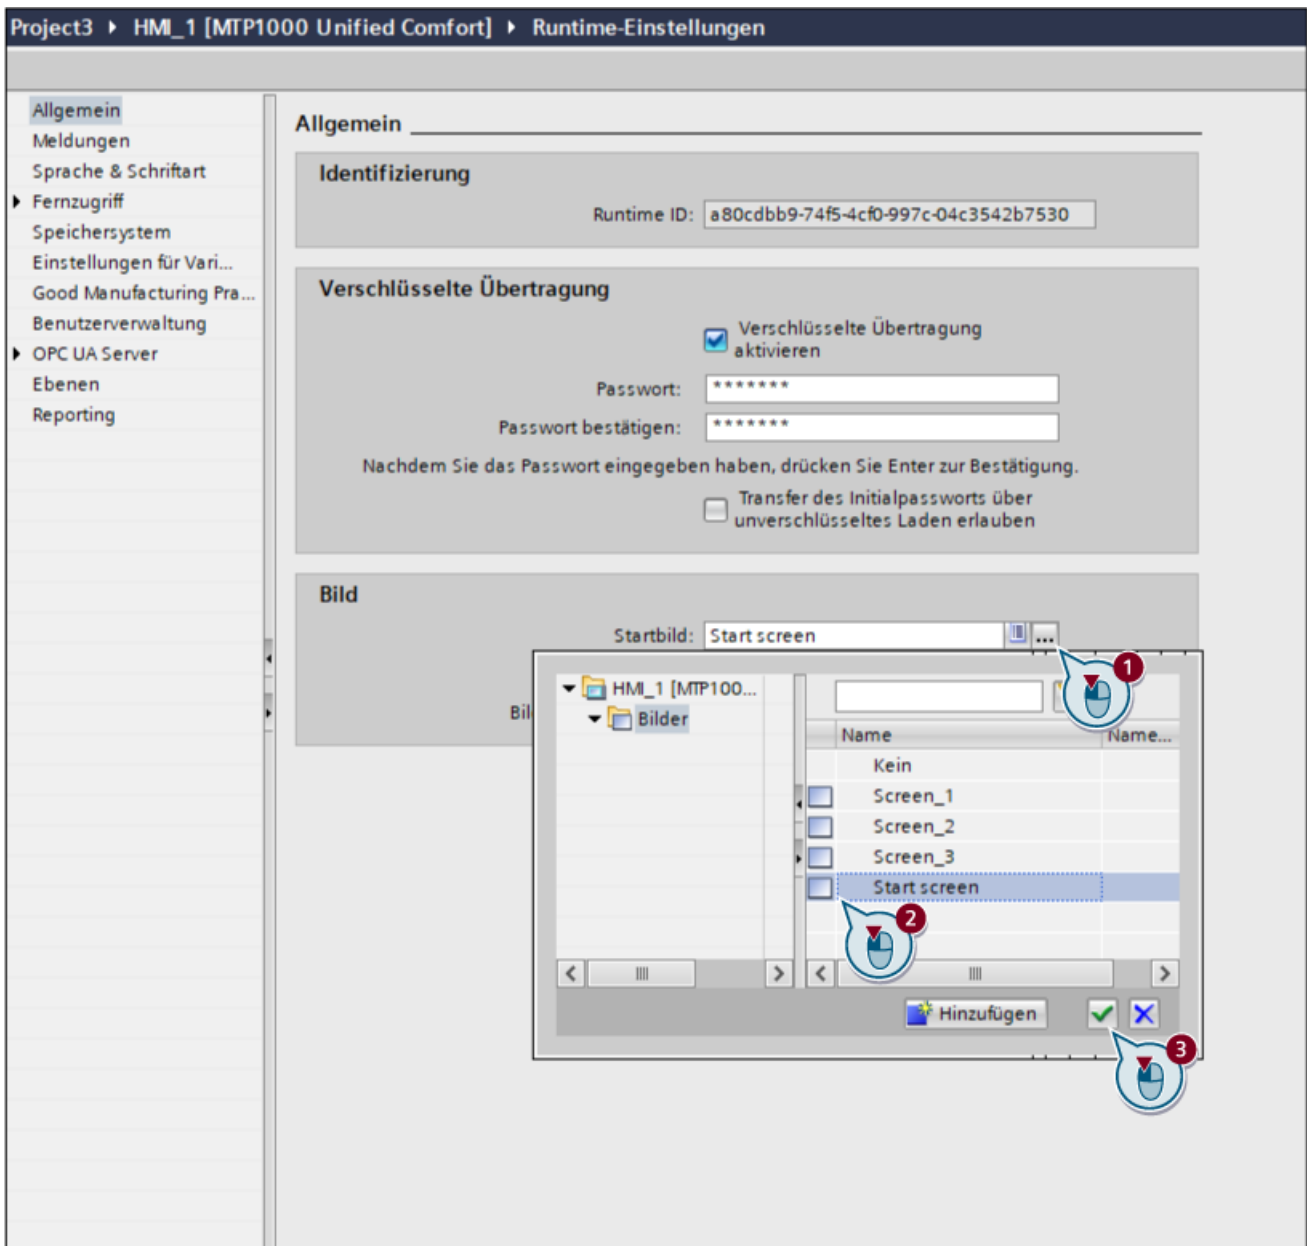 Project3 ▸ HMI_1 [MTP1000 Unified Comfort] ▸ Runtime-Einstellungen
Allgemein
Meldungen
Sprache & Schriftart
Fernzugriff
Speichersystem
Einstellungen für Vari...
Good Manufacturing Pra...
Benutzerverwaltung
OPC UA Server
Ebenen
Reporting
Allgemein
Identifizierung
Runtime ID: a80cdbb9-74f5-4cf0-997c-04c3542b7530
Verschlüsselte Übertragung
Verschlüsselte Übertragung
aktivieren
Passwort: *******
Passwort bestätigen: *******
Nachdem Sie das Passwort eingegeben haben, drücken Sie Enter zur Bestätigung.
Transfer des Initialpassworts über
unverschlüsseltes Laden erlauben
Bild
Startbild: Start screen ...
1
HMI_1 [MTP100...
Bilder
Name Name...
Kein
Screen_1
Screen_2
Screen_3
Start screen
2
Hinzufügen
3